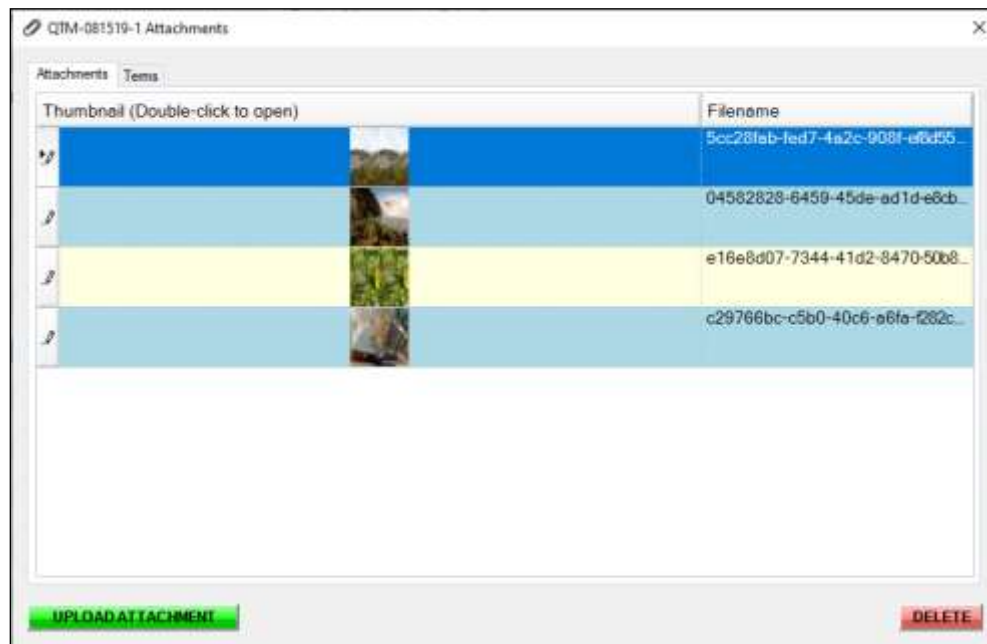 QTM-081519-1 Attachments
Attachments Terms
Thumbnail (Double-click to open) Filename
5cc28fab-fed7-4a2c-908f-ef8d55...
04582828-6459-45de-ad1d-e8cb...
e16e8d07-7344-41d2-8470-50b8...
c29766bc-c5b0-40c6-a6fa-f282c...
UPLOAD ATTACHMENT DELETE